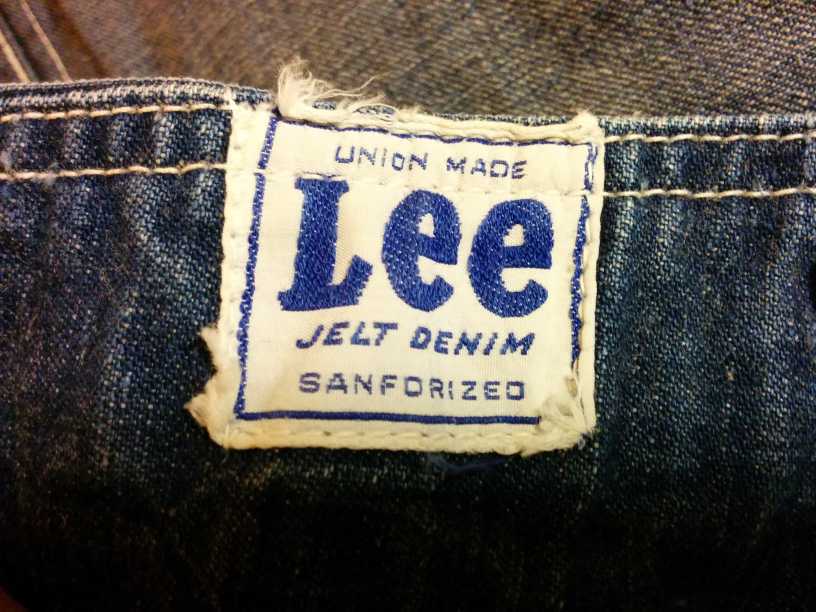 UNION MADE
Lee
JELT DENIM
SANFORIZED